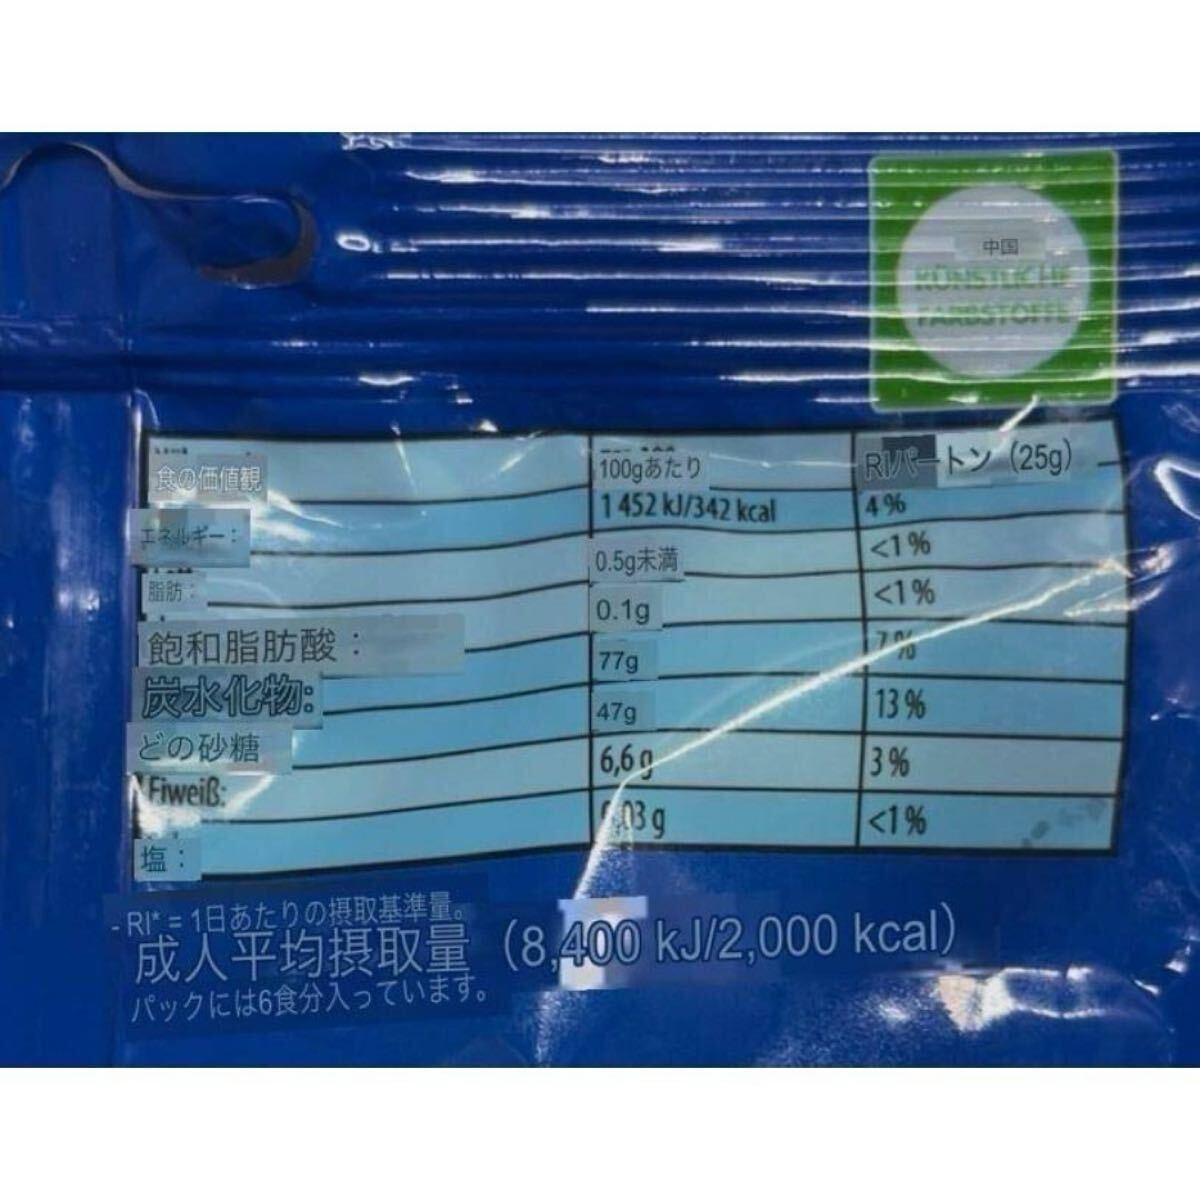 中国
KÜNSTLICHE
FARBSTOFFE
食の価値観 100gあたり RIパートン（25g）
エネルギー： 1 452 kJ/342 kcal 4 %
脂肪： 0.5g未満 <1 %
飽和脂肪酸： 0.1g <1 %
炭水化物: 77g 7 %
どの砂糖 47g 13 %
Eiweiß: 6,6 g 3 %
塩： 0,03 g <1 %
- RI* = 1日あたりの摂取基準量。
成人平均摂取量（8,400 kJ/2,000 kcal）
パックには6食分入っています。